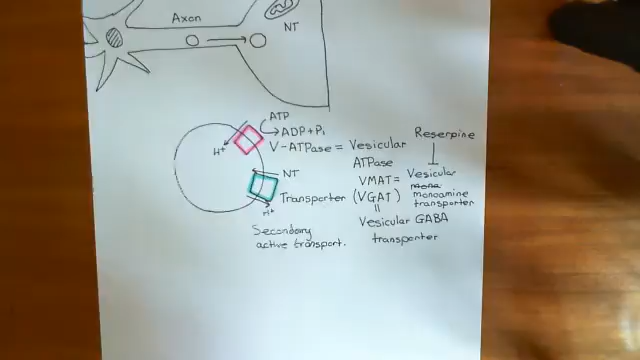 Axon
NT
ATP
ADP+Pi
H+
V-ATPase = Vesicular
ATPase
Reserpine
NT
VMAT = Vesicular
mono
monoamine
transporter
Transporter (VGAT)
H+
=
Vesicular GABA
transporter
Secondary
active transport.